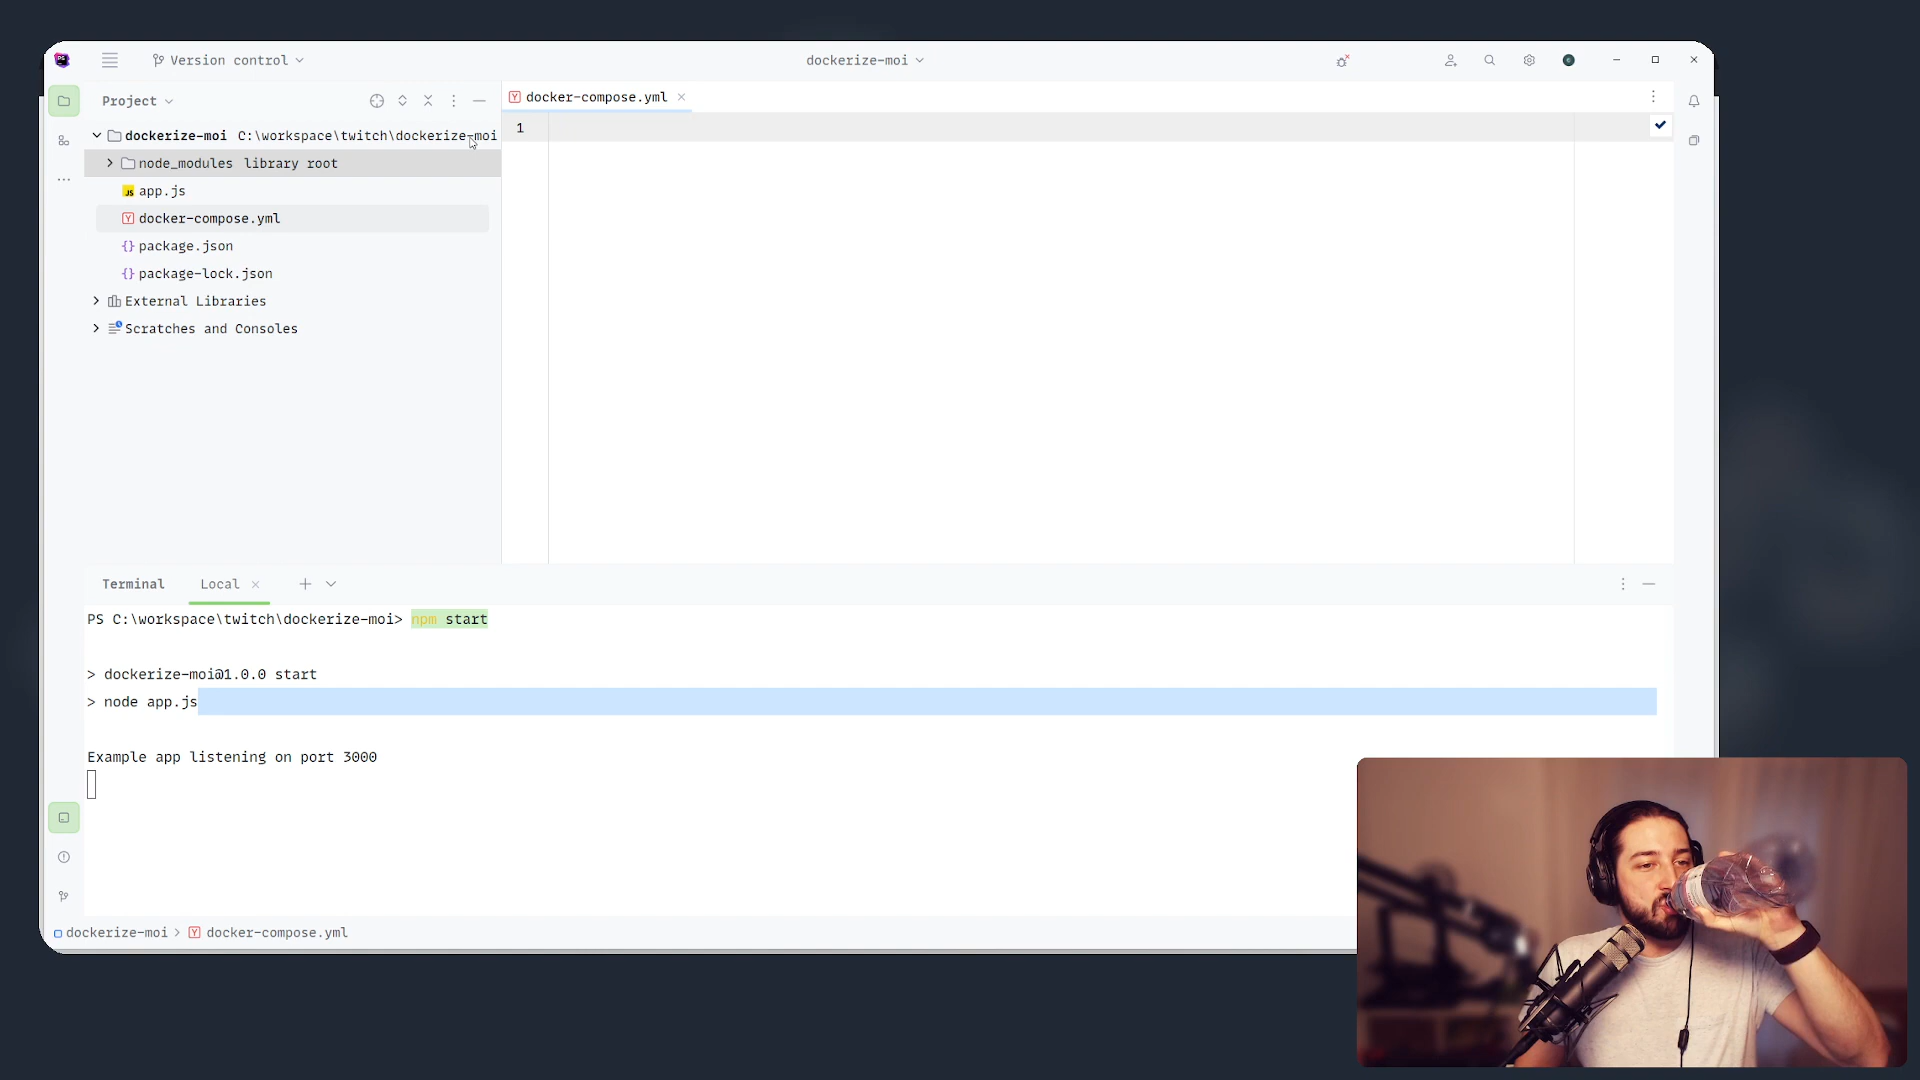 Version control
dockerize-moi
Project
docker-compose.yml
dockerize-moi C:\workspace\twitch\dockerize-moi
1
node_modules library root
app.js
docker-compose.yml
package.json
package-lock.json
External Libraries
Scratches and Consoles
Terminal Local
PS C:\workspace\twitch\dockerize-moi> npm start
> dockerize-moi@1.0.0 start
> node app.js
Example app listening on port 3000
dockerize-moi > docker-compose.yml